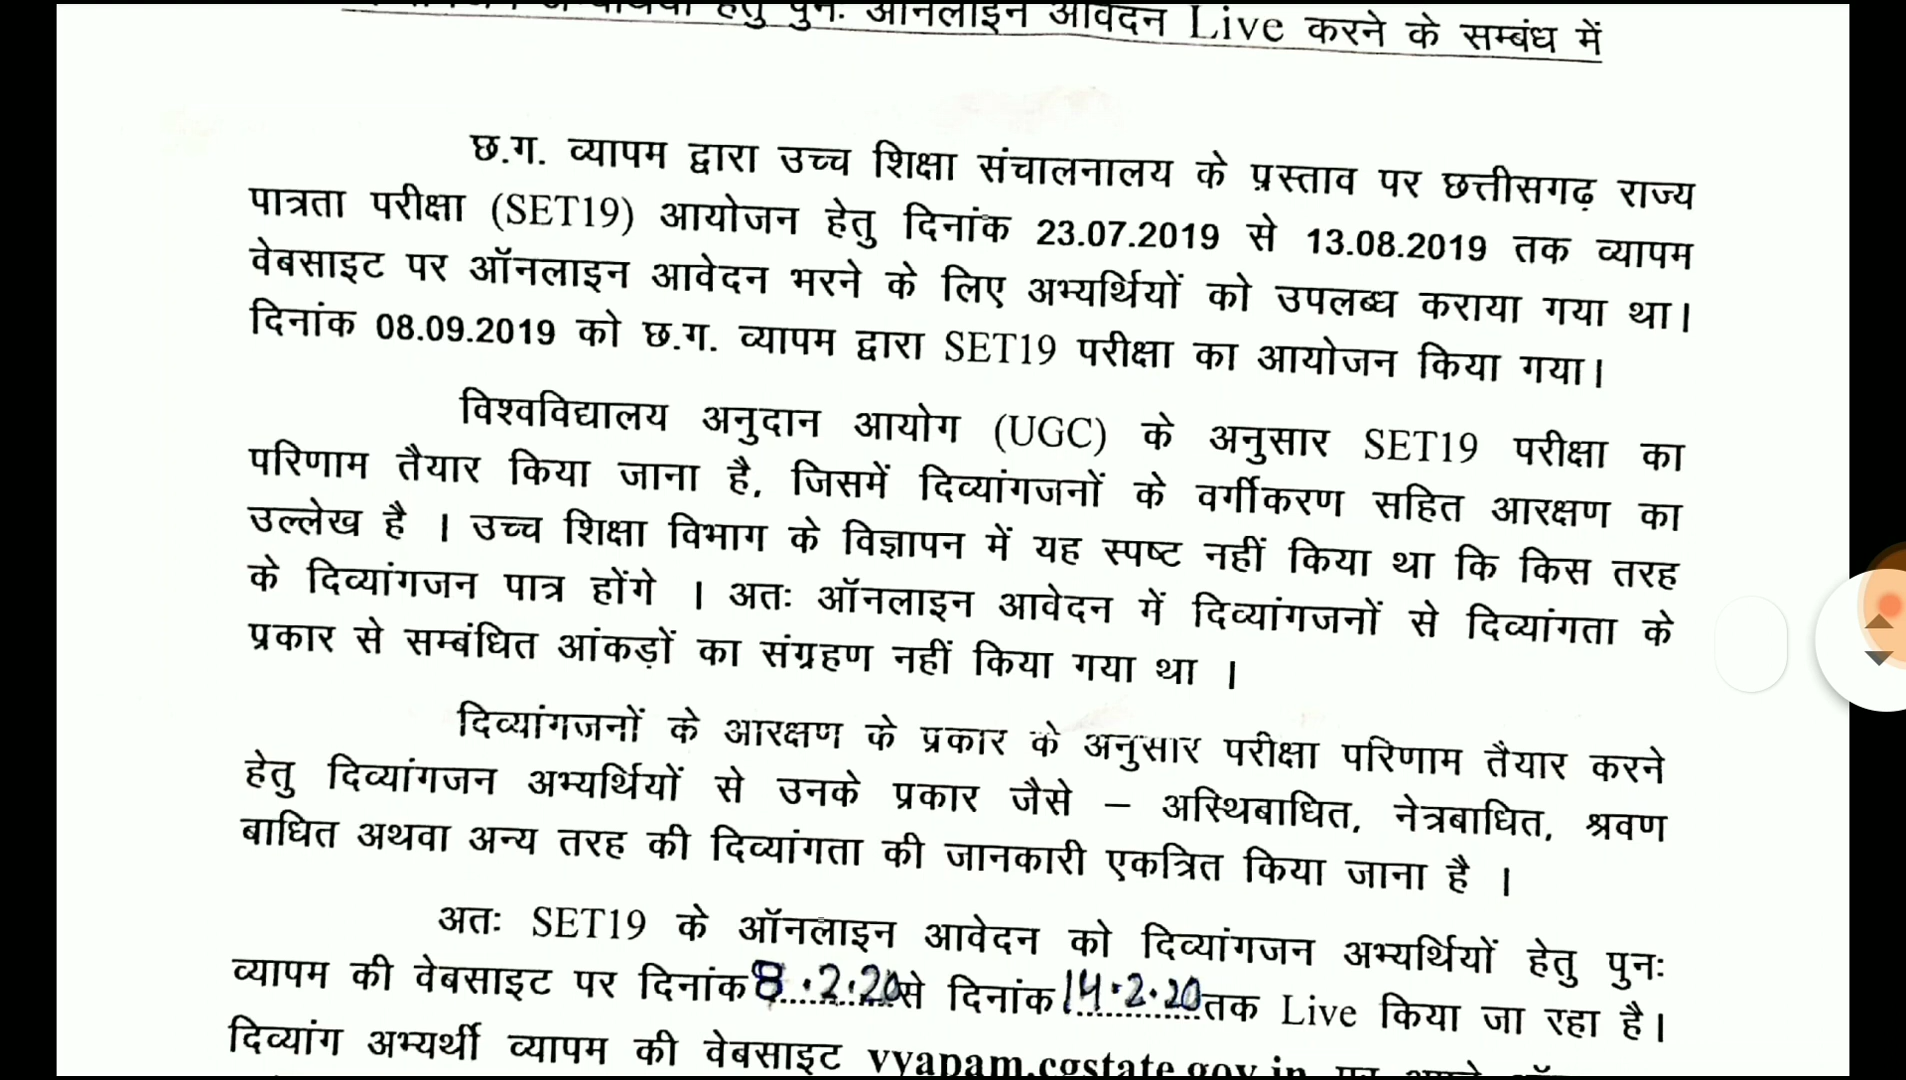 हेतु पुनः ऑनलाइन आवेदन Live करने के सम्बंध में
छ.ग. व्यापम द्वारा उच्च शिक्षा संचालनालय के प्रस्ताव पर छत्तीसगढ़ राज्य
पात्रता परीक्षा (SET19) आयोजन हेतु दिनांक 23.07.2019 से 13.08.2019 तक व्यापम
वेबसाइट पर ऑनलाइन आवेदन भरने के लिए अभ्यर्थियों को उपलब्ध कराया गया था।
दिनांक 08.09.2019 को छ.ग. व्यापम द्वारा SET19 परीक्षा का आयोजन किया गया।
विश्वविद्यालय अनुदान आयोग (UGC) के अनुसार SET19 परीक्षा का
परिणाम तैयार किया जाना है, जिसमें दिव्यांगजनों के वर्गीकरण सहित आरक्षण का
उल्लेख है । उच्च शिक्षा विभाग के विज्ञापन में यह स्पष्ट नहीं किया था कि किस तरह
के दिव्यांगजन पात्र होंगे । अतः ऑनलाइन आवेदन में दिव्यांगजनों से दिव्यांगता के
प्रकार से सम्बंधित आंकड़ों का संग्रहण नहीं किया गया था ।
दिव्यांगजनों के आरक्षण के प्रकार के अनुसार परीक्षा परिणाम तैयार करने
हेतु दिव्यांगजन अभ्यर्थियों से उनके प्रकार जैसे – अस्थिबाधित, नेत्रबाधित, श्रवण
बाधित अथवा अन्य तरह की दिव्यांगता की जानकारी एकत्रित किया जाना है ।
अतः SET19 के ऑनलाइन आवेदन को दिव्यांगजन अभ्यर्थियों हेतु पुनः
व्यापम की वेबसाइट पर दिनांक 8.2.20 से दिनांक 14.2.20 तक Live किया जा रहा है।
दिव्यांग अभ्यर्थी व्यापम की वेबसाइट vyapam.cgstate.gov.in पर अपने